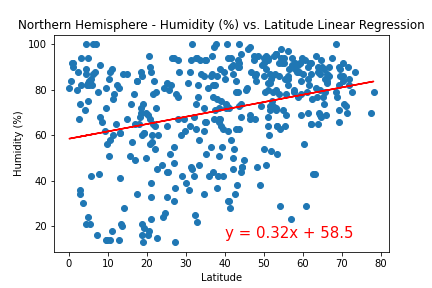 Northern Hemisphere - Humidity (%) vs. Latitude Linear Regression
100
80
60
40
20
Humidity (%)
y = 0.32x + 58.5
0 10 20 30 40 50 60 70 80
Latitude